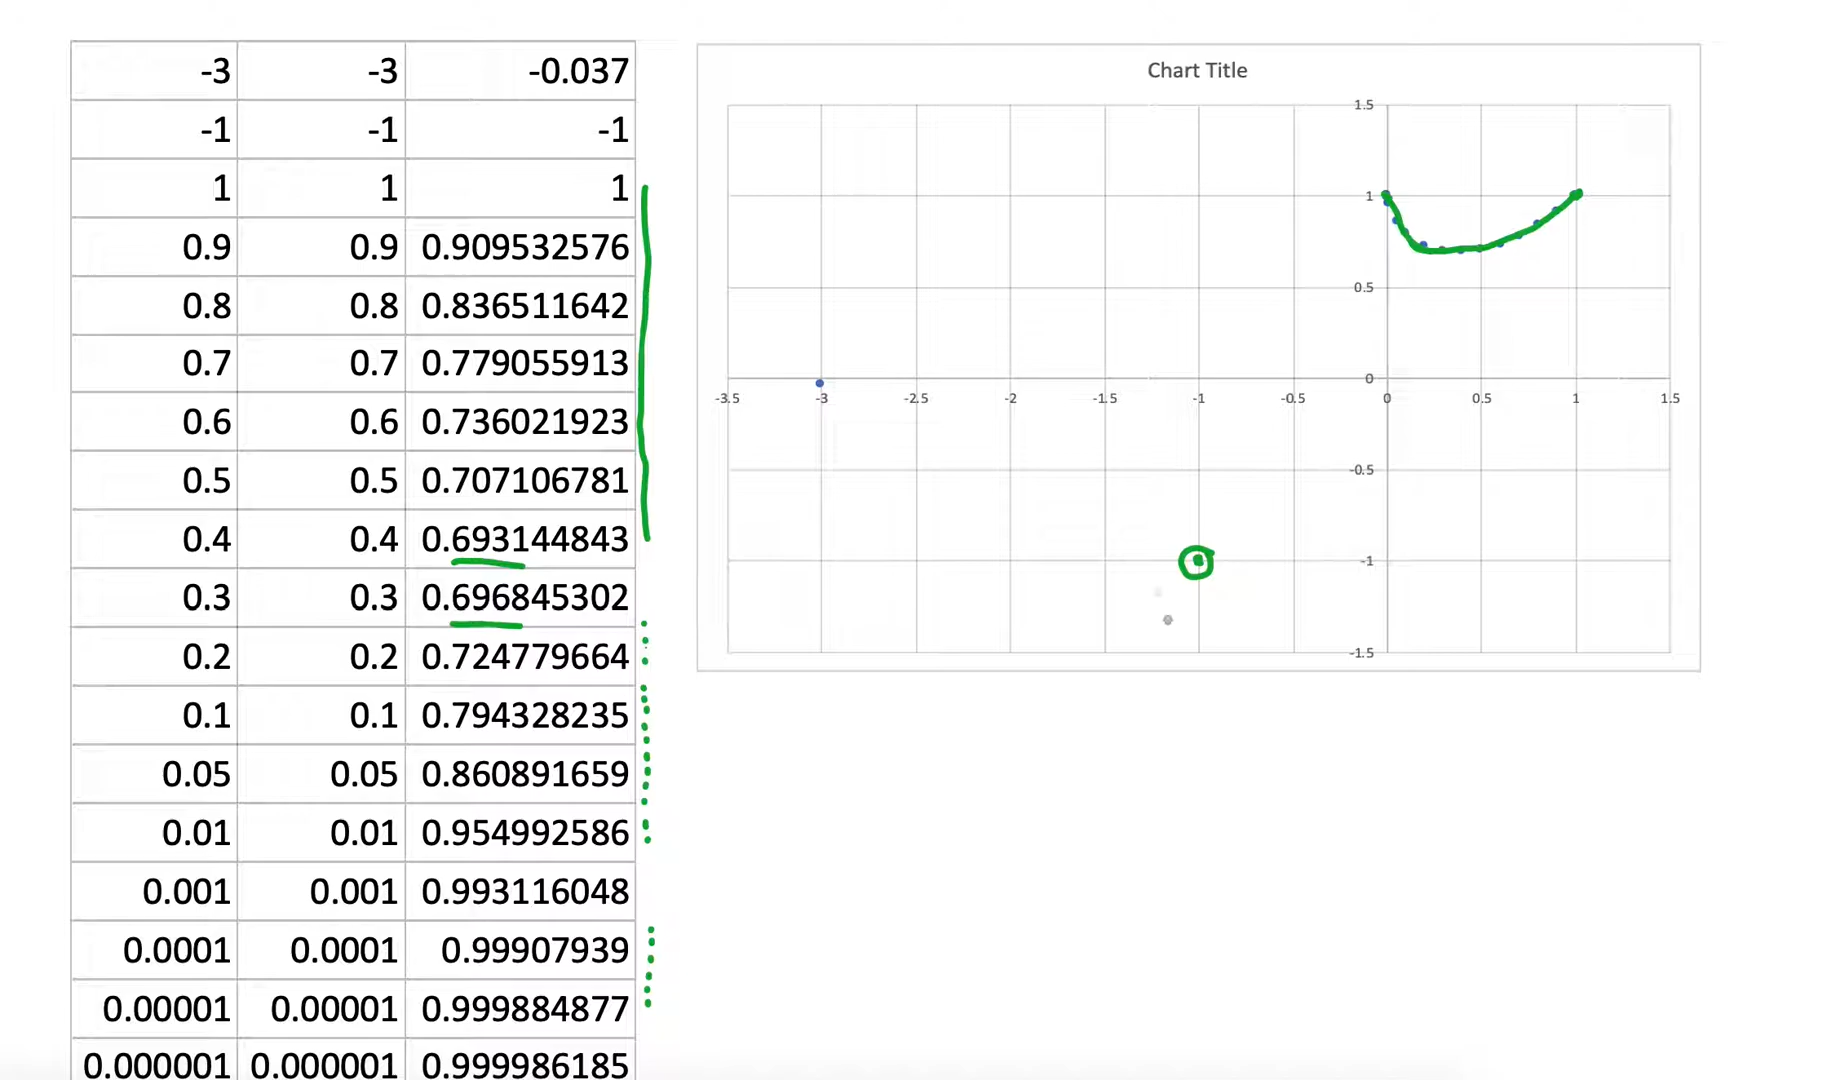 -3 -3 -0.037
-1 -1 -1
1 1 1
0.9 0.9 0.909532576
0.8 0.8 0.836511642
0.7 0.7 0.779055913
0.6 0.6 0.736021923
0.5 0.5 0.707106781
0.4 0.4 0.693144843
0.3 0.3 0.696845302
0.2 0.2 0.724779664
0.1 0.1 0.794328235
0.05 0.05 0.860891659
0.01 0.01 0.954992586
0.001 0.001 0.993116048
0.0001 0.0001 0.99907939
0.00001 0.00001 0.999884877
0.000001 0.000001 0.999986185
Chart Title
1.5
1
0.5
0
-3.5 -3 -2.5 -2 -1.5 -1 -0.5 0 0.5 1 1.5
-0.5
-1
-1.5